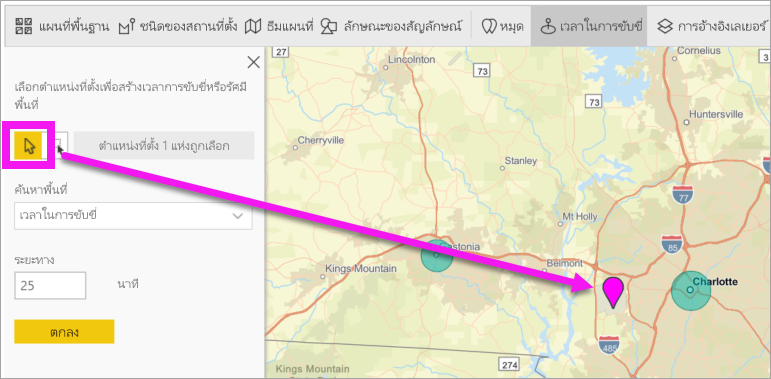 แผนที่พื้นฐาน ชนิดของสถานที่ตั้ง ธีมแผนที่ ลักษณะของสัญลักษณ์ หมุด เวลาในการขับขี่ การอ้างอิงเลเยอร์
เลือกตำแหน่งที่ตั้งเพื่อสร้างเวลาการขับขี่หรือรัศมี
พื้นที่
ตำแหน่งที่ตั้ง 1 แห่งถูกเลือก
ค้นหาพื้นที่
เวลาในการขับขี่
ระยะทาง
25 นาที
ตกลง
27
Lincolnton
73
Cornelius
3
73
Huntersville
Cherryville
Stanley
77
Mt Holly
85
astonia
Belmont
Kings Mountain
Charlotte
485
274
Kings Mountain